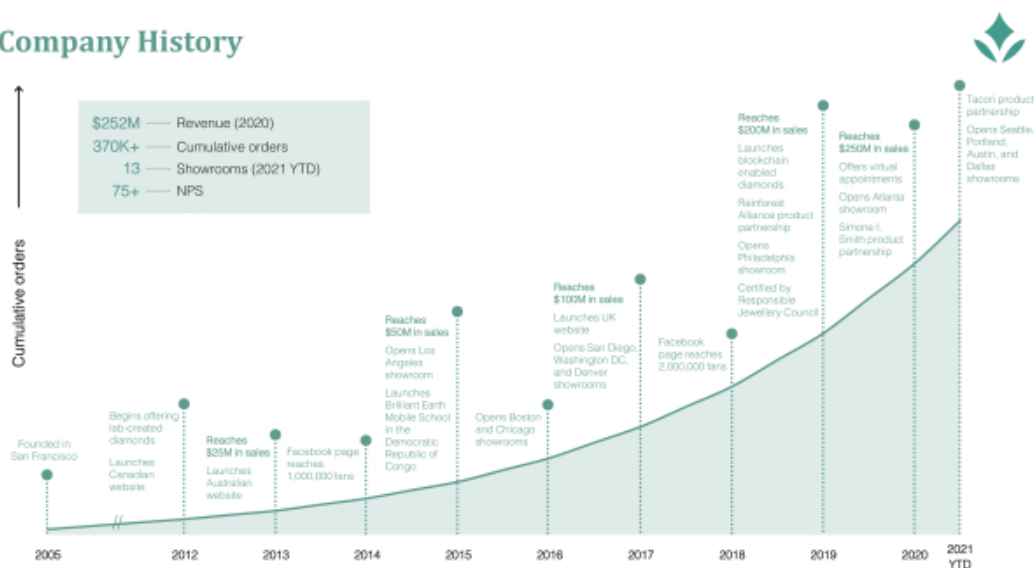 Company History
$252M ······ Revenue (2020)
370K+ ······ Cumulative orders
13 ······ Showrooms (2021 YTD)
75+ ······ NPS
Cumulative orders
Founded in
San Francisco
Begins offering
lab-created
diamonds
Launches
Canadian
website
Reaches
$25M in sales
Launches
Australian
website
Facebook page
reaches
1,000,000 fans
Reaches
$50M in sales
Opens Los
Angeles
showroom
Launches
Brilliant Earth
Mobile School
in the
Democratic
Republic of
Congo
Opens Boston
and Chicago
showrooms
Reaches
$100M in sales
Launches UK
website
Opens San Diego,
Washington DC,
and Denver
showrooms
Facebook
page reaches
2,000,000 fans
Reaches
$200M in sales
Launches
blockchain
enabled
diamonds
Rainforest
Alliance product
partnership
Opens
Philadelphia
showroom
Certified by
Responsible
Jewellery Council
Reaches
$250M in sales
Offers virtual
appointments
Opens Atlanta
showroom
Simone I.
Smith product
partnership
Tacori product
partnership
Opens Seattle,
Portland,
Austin, and
Dallas
showrooms
2005
2012
2013
2014
2015
2016
2017
2018
2019
2020
2021
YTD